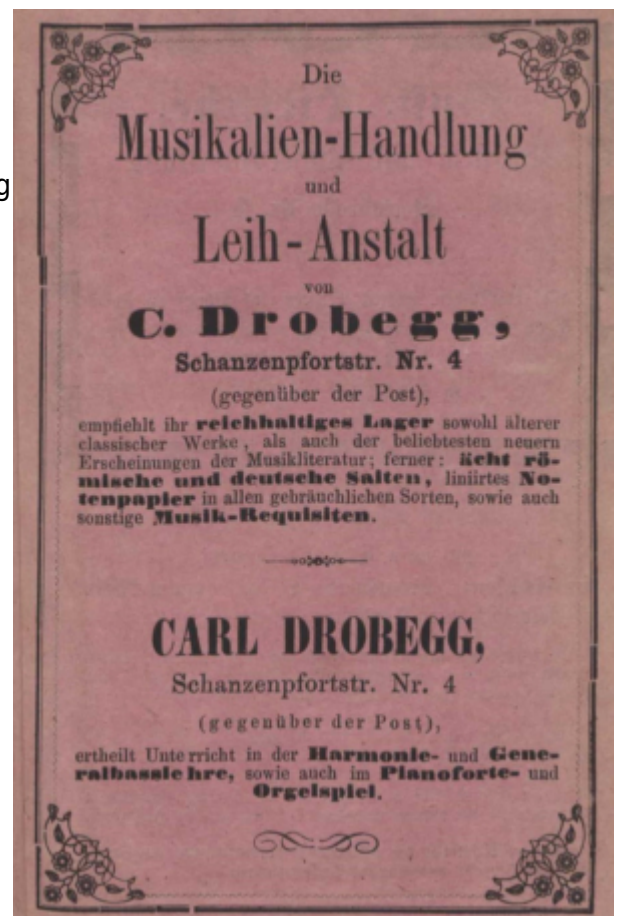 g
Die
Musikalien-Handlung
und
Leih-Anstalt
von
C. Drobegg,
Schanzenpfortstr. Nr. 4
(gegenüber der Post),
empfiehlt ihr reichhaltiges Lager sowohl älterer
classischer Werke, als auch der beliebtesten neuern
Erscheinungen der Musikliteratur; ferner: ächt rö-
mische und deutsche Saiten, liniirtes No-
tenpapier in allen gebräuchlichen Sorten, sowie auch
sonstige Musik-Requisiten.
CARL DROBEGG,
Schanzenpfortstr. Nr. 4
(gegenüber der Post),
ertheilt Unterricht in der Harmonie- und Gene-
ralbasslehre, sowie auch im Pianoforte- und
Orgelspiel.